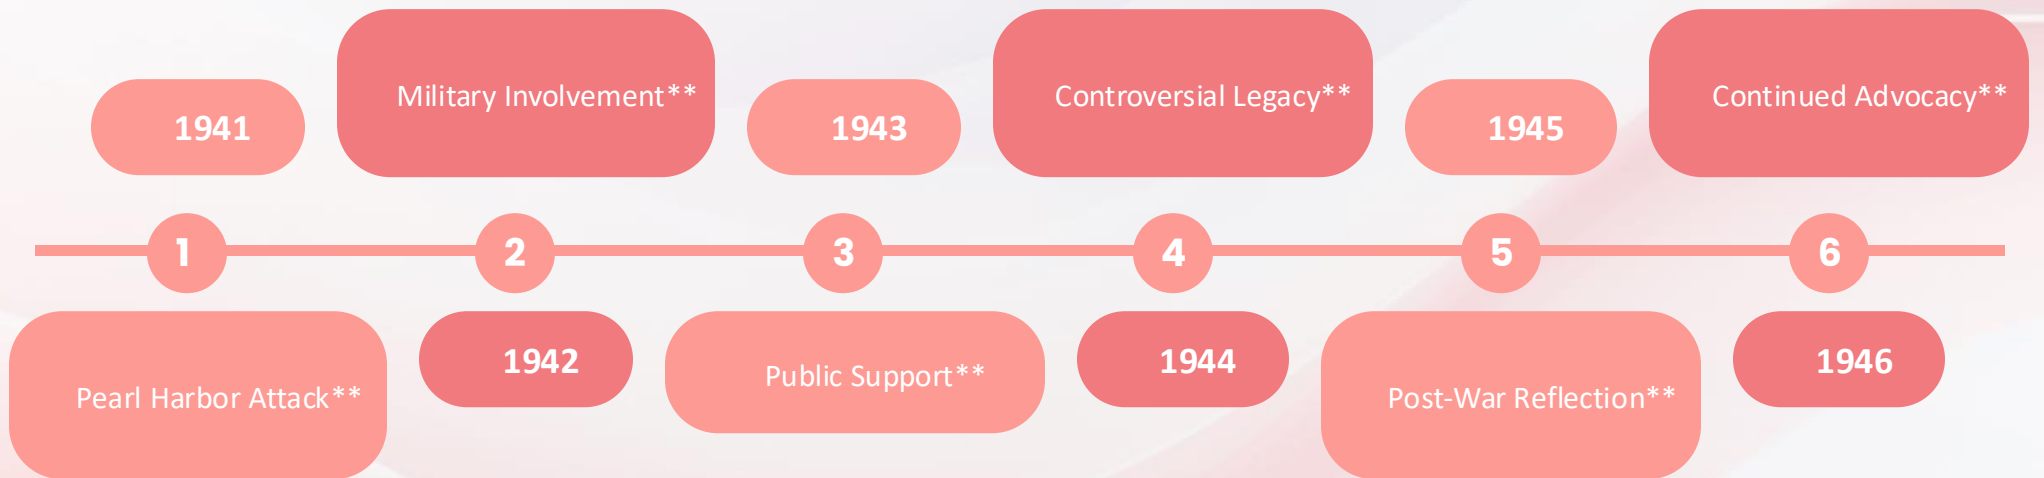 1941
Pearl Harbor Attack**
1
Military Involvement**
1942
2
1943
Public Support**
3
Controversial Legacy**
1944
4
1945
Post-War Reflection**
5
Continued Advocacy**
1946
6